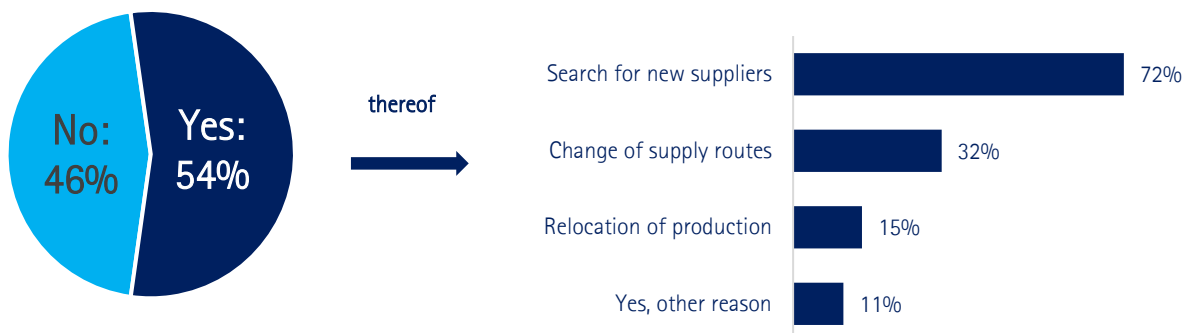 No:
46%
Yes:
54%
thereof
Search for new suppliers 72%
Change of supply routes 32%
Relocation of production 15%
Yes, other reason 11%